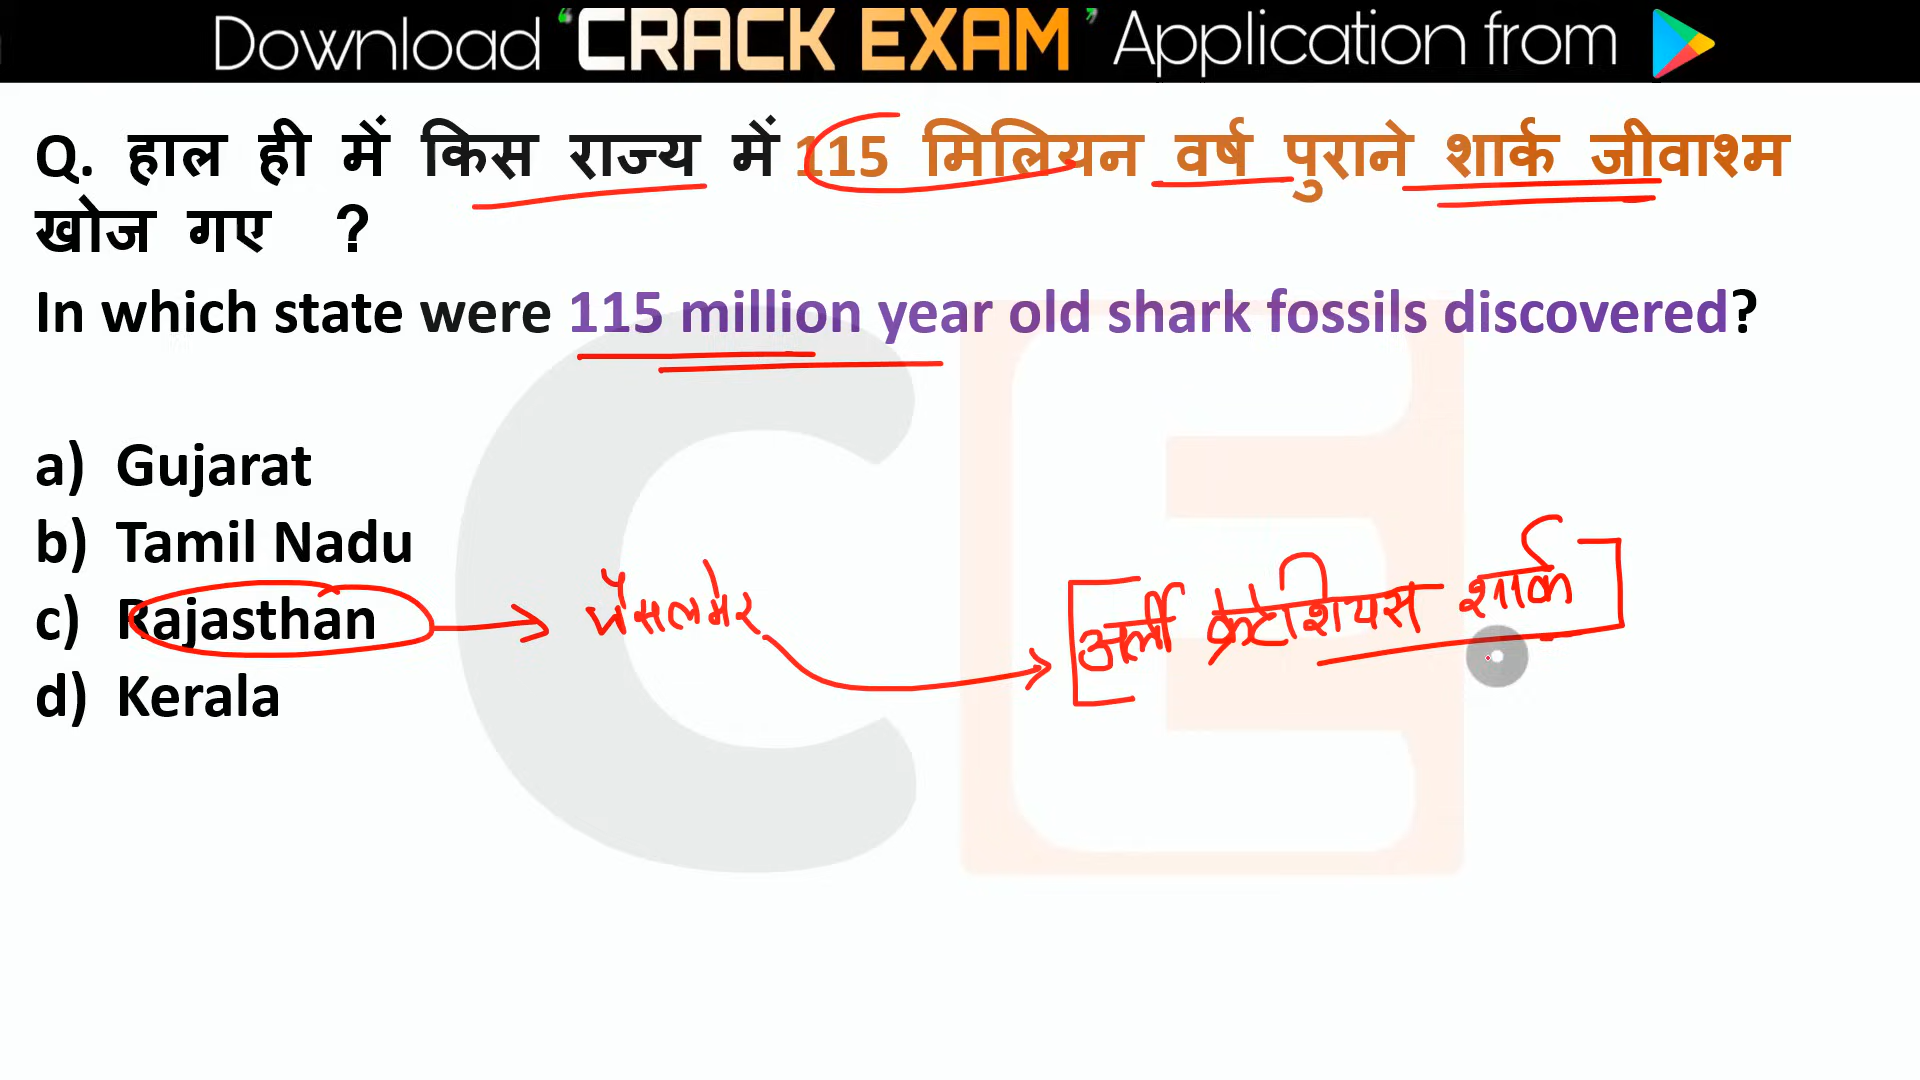 Download “CRACK EXAM” Application from
Q. हाल ही में किस राज्य में 115 मिलियन वर्ष पुराने शार्क जीवाश्म
खोज गए ?
In which state were 115 million year old shark fossils discovered?
a) Gujarat
b) Tamil Nadu
c) Rajasthan
d) Kerala
जैसलमेर
अर्ली क्रेटेशियस शार्क
CE